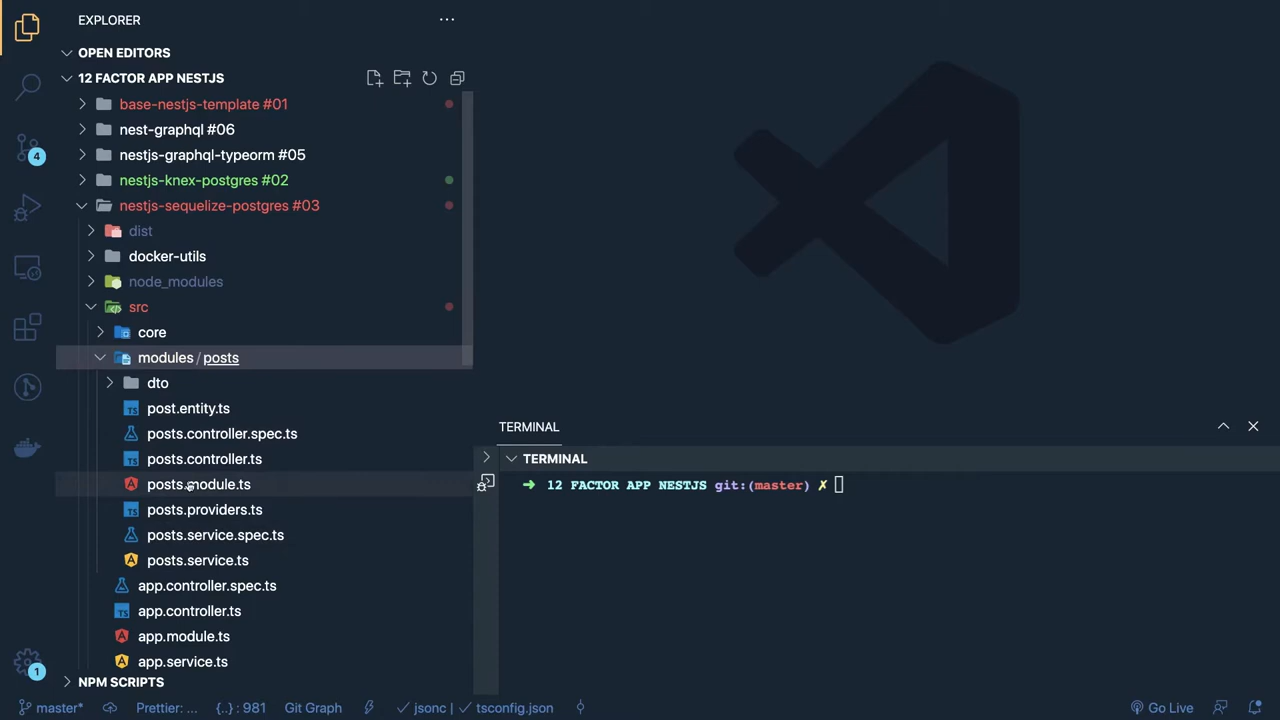 EXPLORER
OPEN EDITORS
12 FACTOR APP NESTJS
base-nestjs-template #01
nest-graphql #06
nestjs-graphql-typeorm #05
nestjs-knex-postgres #02
nestjs-sequelize-postgres #03
dist
docker-utils
node_modules
src
core
modules / posts
dto
post.entity.ts
posts.controller.spec.ts
posts.controller.ts
posts.module.ts
posts.providers.ts
posts.service.spec.ts
posts.service.ts
app.controller.spec.ts
app.controller.ts
app.module.ts
app.service.ts
NPM SCRIPTS
4
1
TERMINAL
TERMINAL
➜ 12 FACTOR APP NESTJS git:(master) ✗
master* Prettier: ... {..} : 981 Git Graph ✓ jsonc | ✓ tsconfig.json Go Live